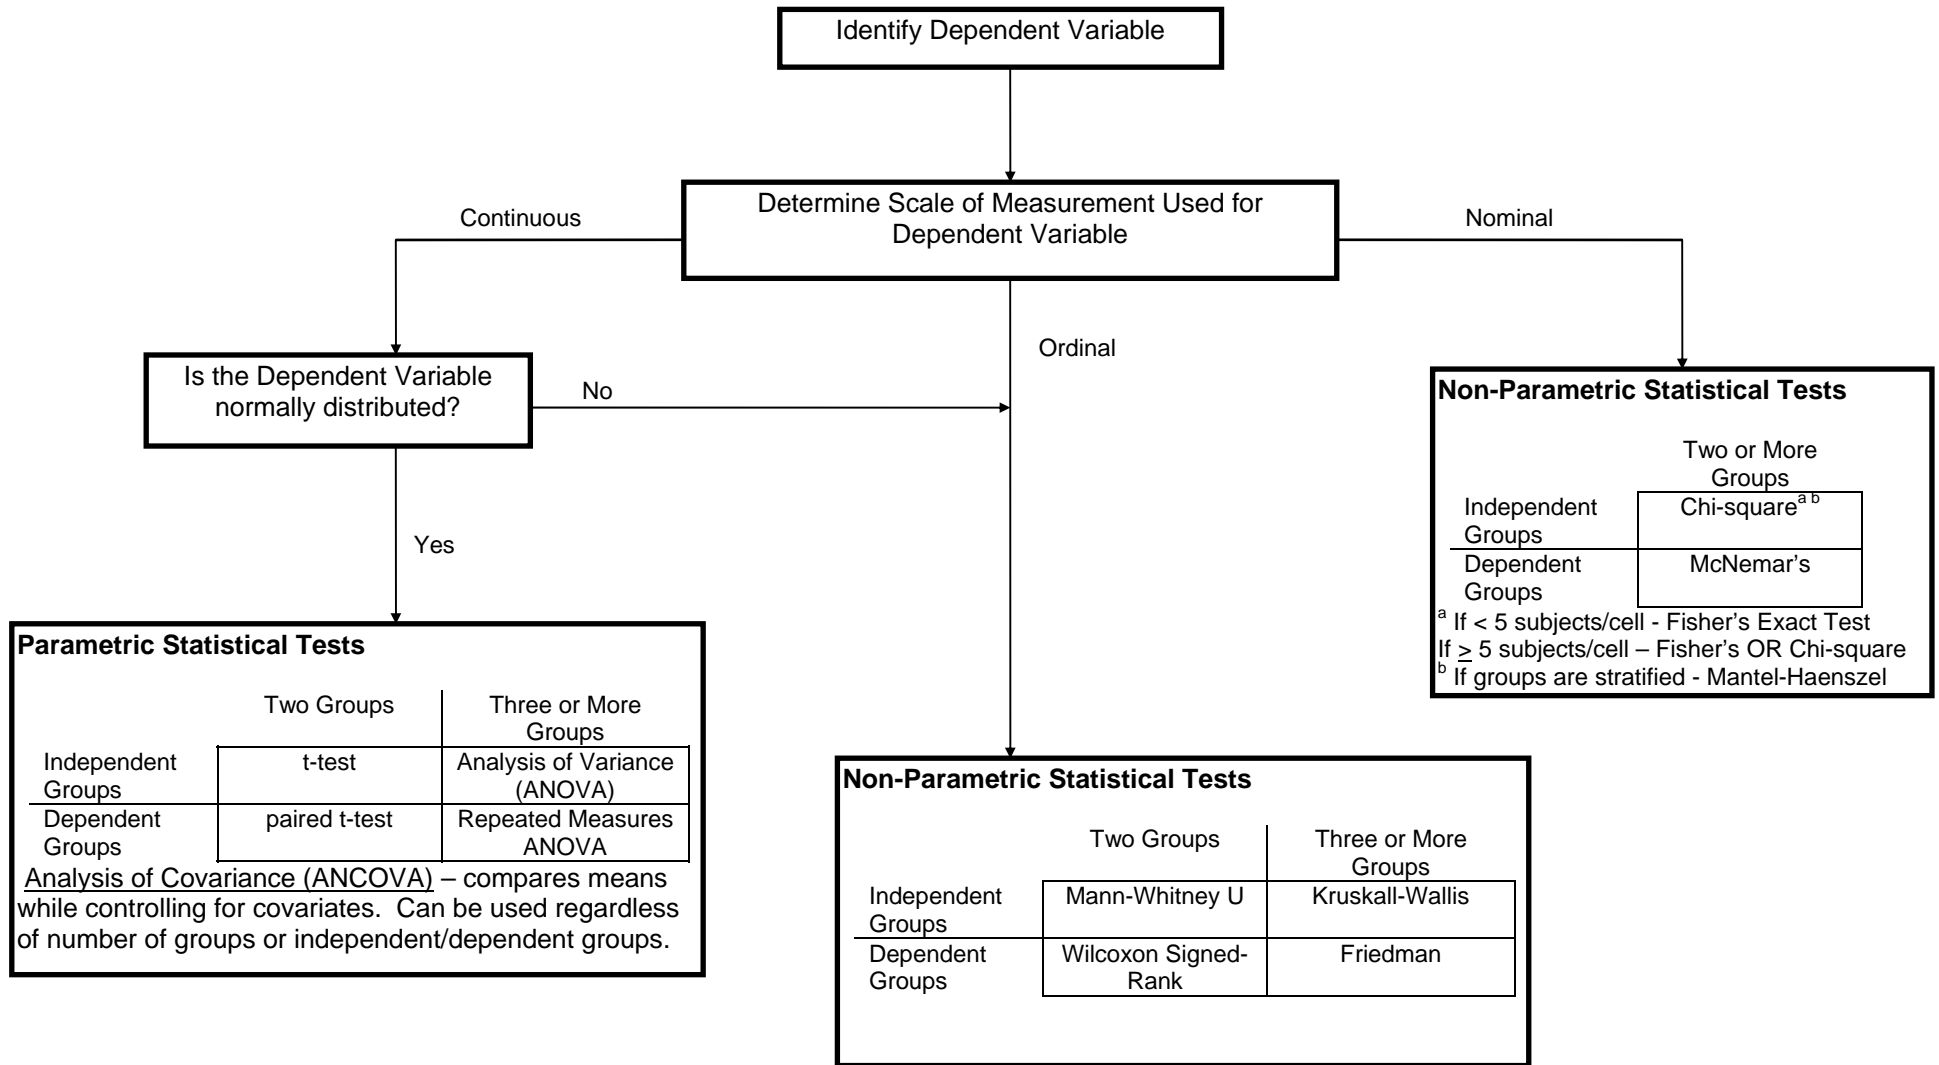 Identify Dependent Variable
Determine Scale of Measurement Used for
Dependent Variable
Continuous
Nominal
Ordinal
Is the Dependent Variable
normally distributed?
No
Yes
Non-Parametric Statistical Tests
Two or More
Groups
Independent
Groups
Chi-square a b
Dependent
Groups
McNemar’s
a If < 5 subjects/cell - Fisher’s Exact Test
If ≥ 5 subjects/cell – Fisher’s OR Chi-square
b If groups are stratified - Mantel-Haenszel
Parametric Statistical Tests
Two Groups
Three or More
Groups
Independent
Groups
t-test
Analysis of Variance
(ANOVA)
Dependent
Groups
paired t-test
Repeated Measures
ANOVA
Analysis of Covariance (ANCOVA) – compares means
while controlling for covariates.  Can be used regardless
of number of groups or independent/dependent groups.
Non-Parametric Statistical Tests
Two Groups
Three or More
Groups
Independent
Groups
Mann-Whitney U
Kruskall-Wallis
Dependent
Groups
Wilcoxon Signed-
Rank
Friedman